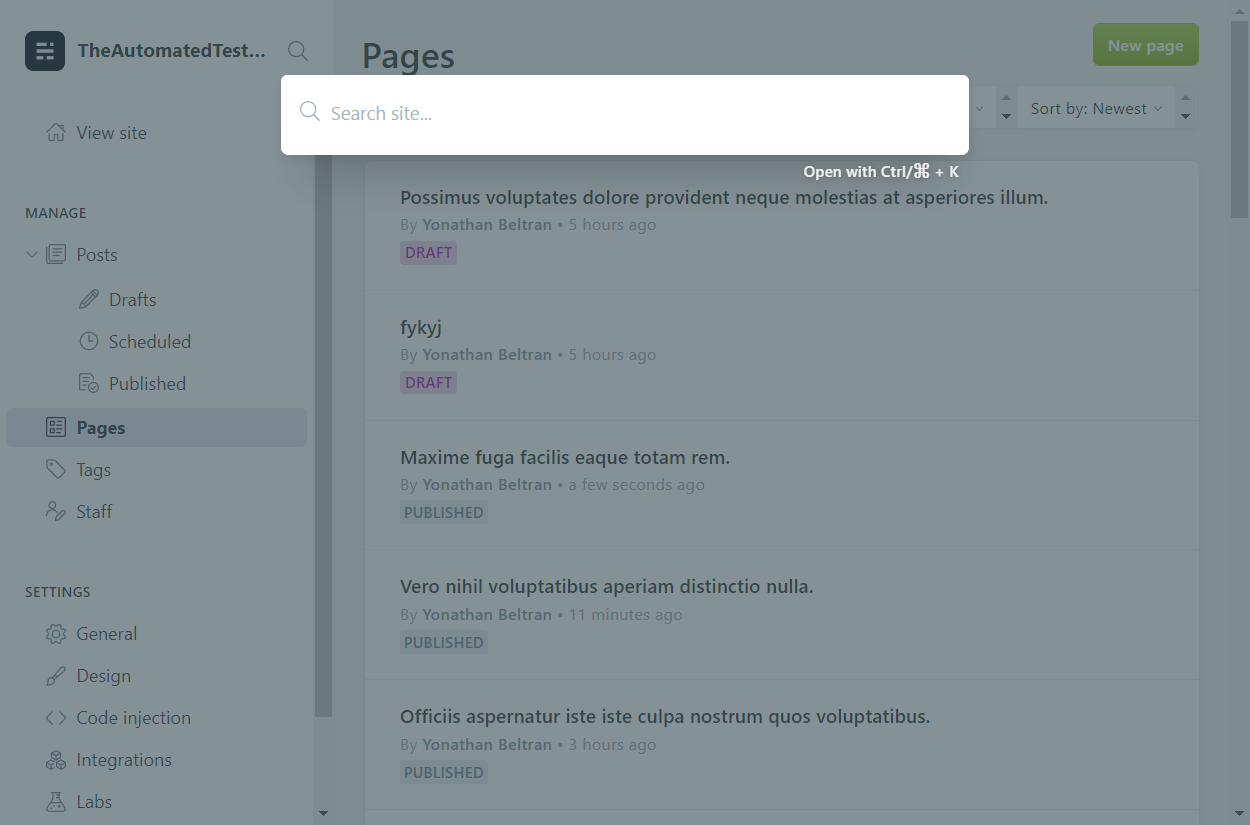 TheAutomatedTest...
View site
MANAGE
Posts
Drafts
Scheduled
Published
Pages
Tags
Staff
SETTINGS
General
Design
Code injection
Integrations
Labs
Pages
New page
Search site...
Sort by: Newest
Open with Ctrl/⌘ + K
Possimus voluptates dolore provident neque molestias at asperiores illum.
By Yonathan Beltran • 5 hours ago
DRAFT
fykyj
By Yonathan Beltran • 5 hours ago
DRAFT
Maxime fuga facilis eaque totam rem.
By Yonathan Beltran • a few seconds ago
PUBLISHED
Vero nihil voluptatibus aperiam distinctio nulla.
By Yonathan Beltran • 11 minutes ago
PUBLISHED
Officiis aspernatur iste iste culpa nostrum quos voluptatibus.
By Yonathan Beltran • 3 hours ago
PUBLISHED